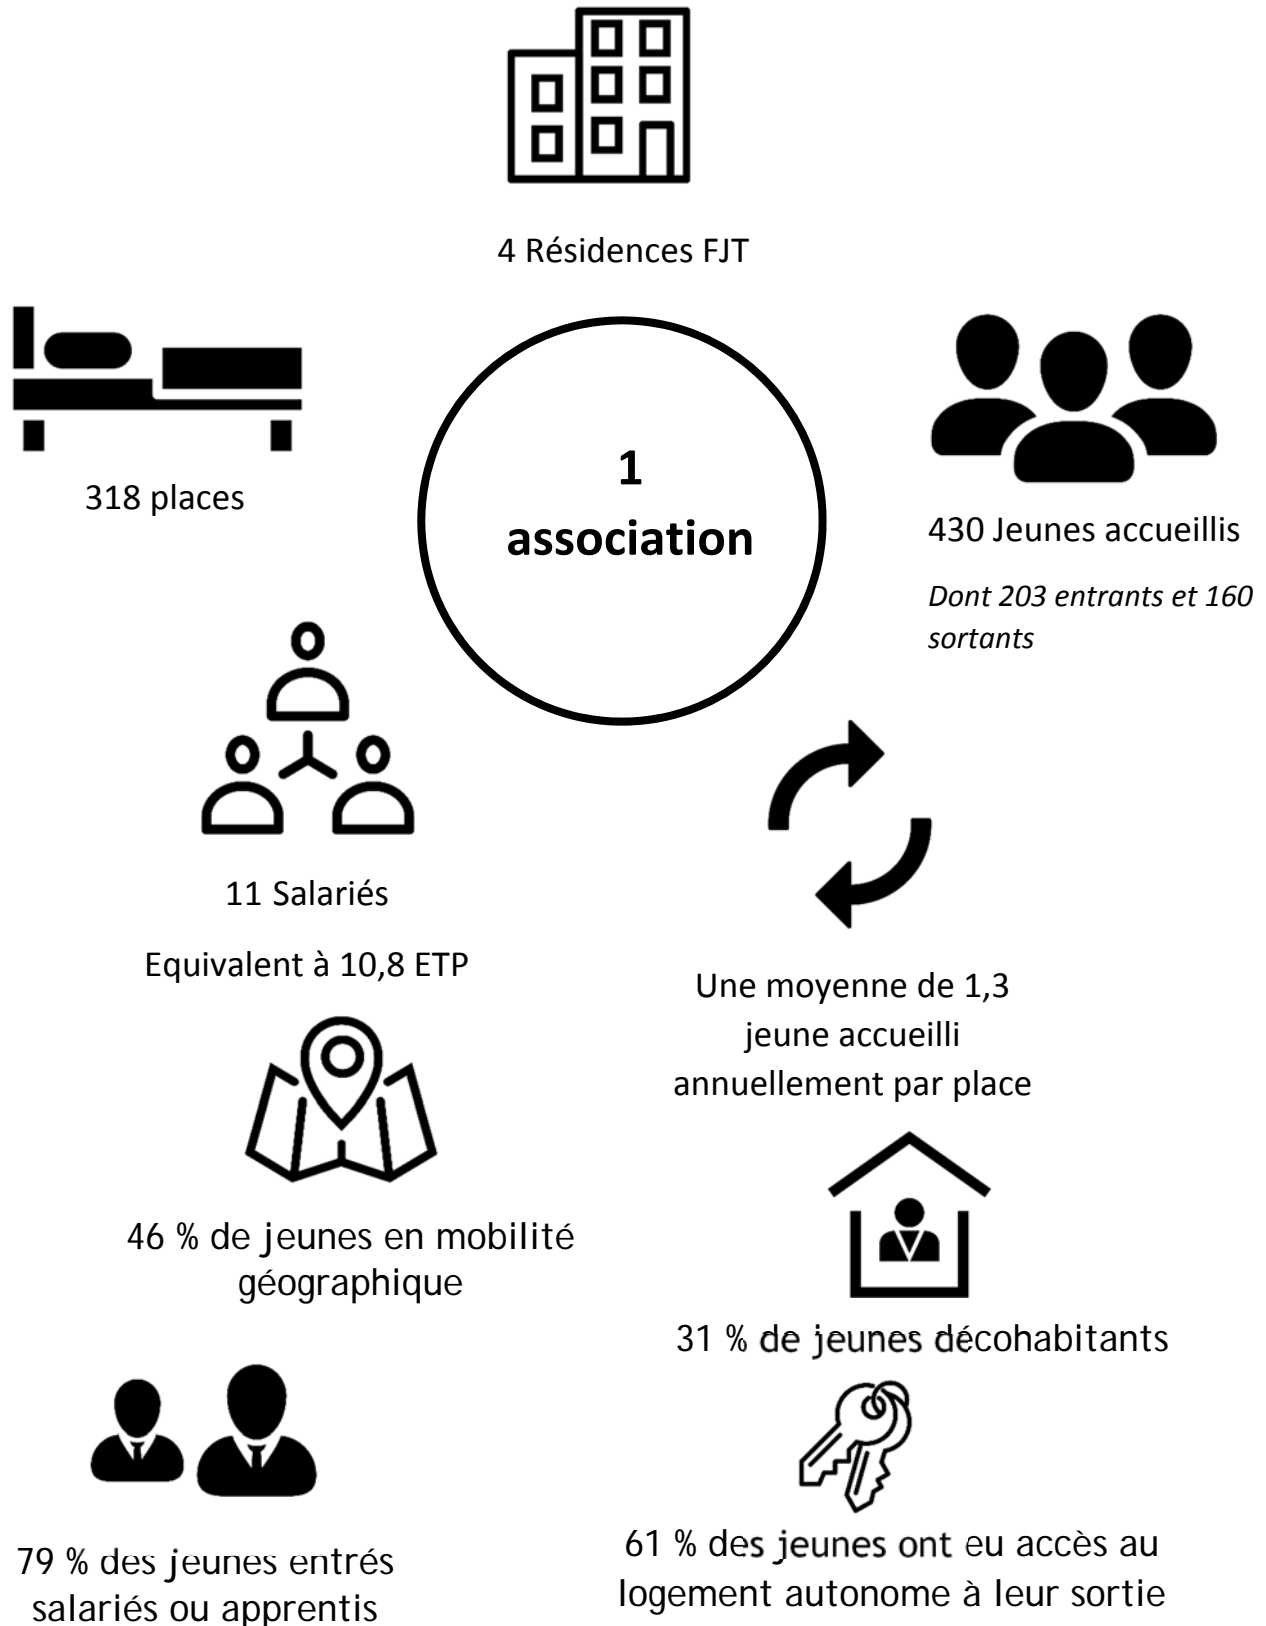 4 Résidences FJT
318 places
1
association
430 Jeunes accueillis
Dont 203 entrants et 160
sortants
11 Salariés
Equivalent à 10,8 ETP
Une moyenne de 1,3
jeune accueilli
annuellement par place
46 % de jeunes en mobilité
géographique
31 % de jeunes décohabitants
79 % des jeunes entrés
salariés ou apprentis
61 % des jeunes ont eu accès au
logement autonome à leur sortie